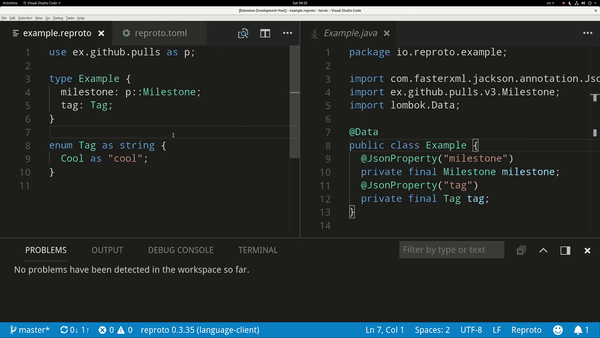 Activities
Visual Studio Code
Sat 04:10
[Extension Development Host] - example.reproto - ferret - Visual Studio Code
File Edit Selection View Go Debug Tasks Help
example.reproto
reproto.toml
Example.java
1 use ex.github.pulls as p;
2
3 type Example {
4 milestone: p::Milestone;
5 tag: Tag;
6 }
7
8 enum Tag as string {
9 Cool as "cool";
10 }
11
1 package io.reproto.example;
2
3 import com.fasterxml.jackson.annotation.Jso
4 import ex.github.pulls.v3.Milestone;
5 import lombok.Data;
6
7 @Data
8 public class Example {
9 @JsonProperty("milestone")
10 private final Milestone milestone;
11 @JsonProperty("tag")
12 private final Tag tag;
13 }
14
PROBLEMS OUTPUT DEBUG CONSOLE TERMINAL
Filter by type or text
No problems have been detected in the workspace so far.
master* 0↓ 1↑ 0 0 reproto 0.3.35 (language-client) Ln 7, Col 1 Spaces: 2 UTF-8 LF Reproto 1